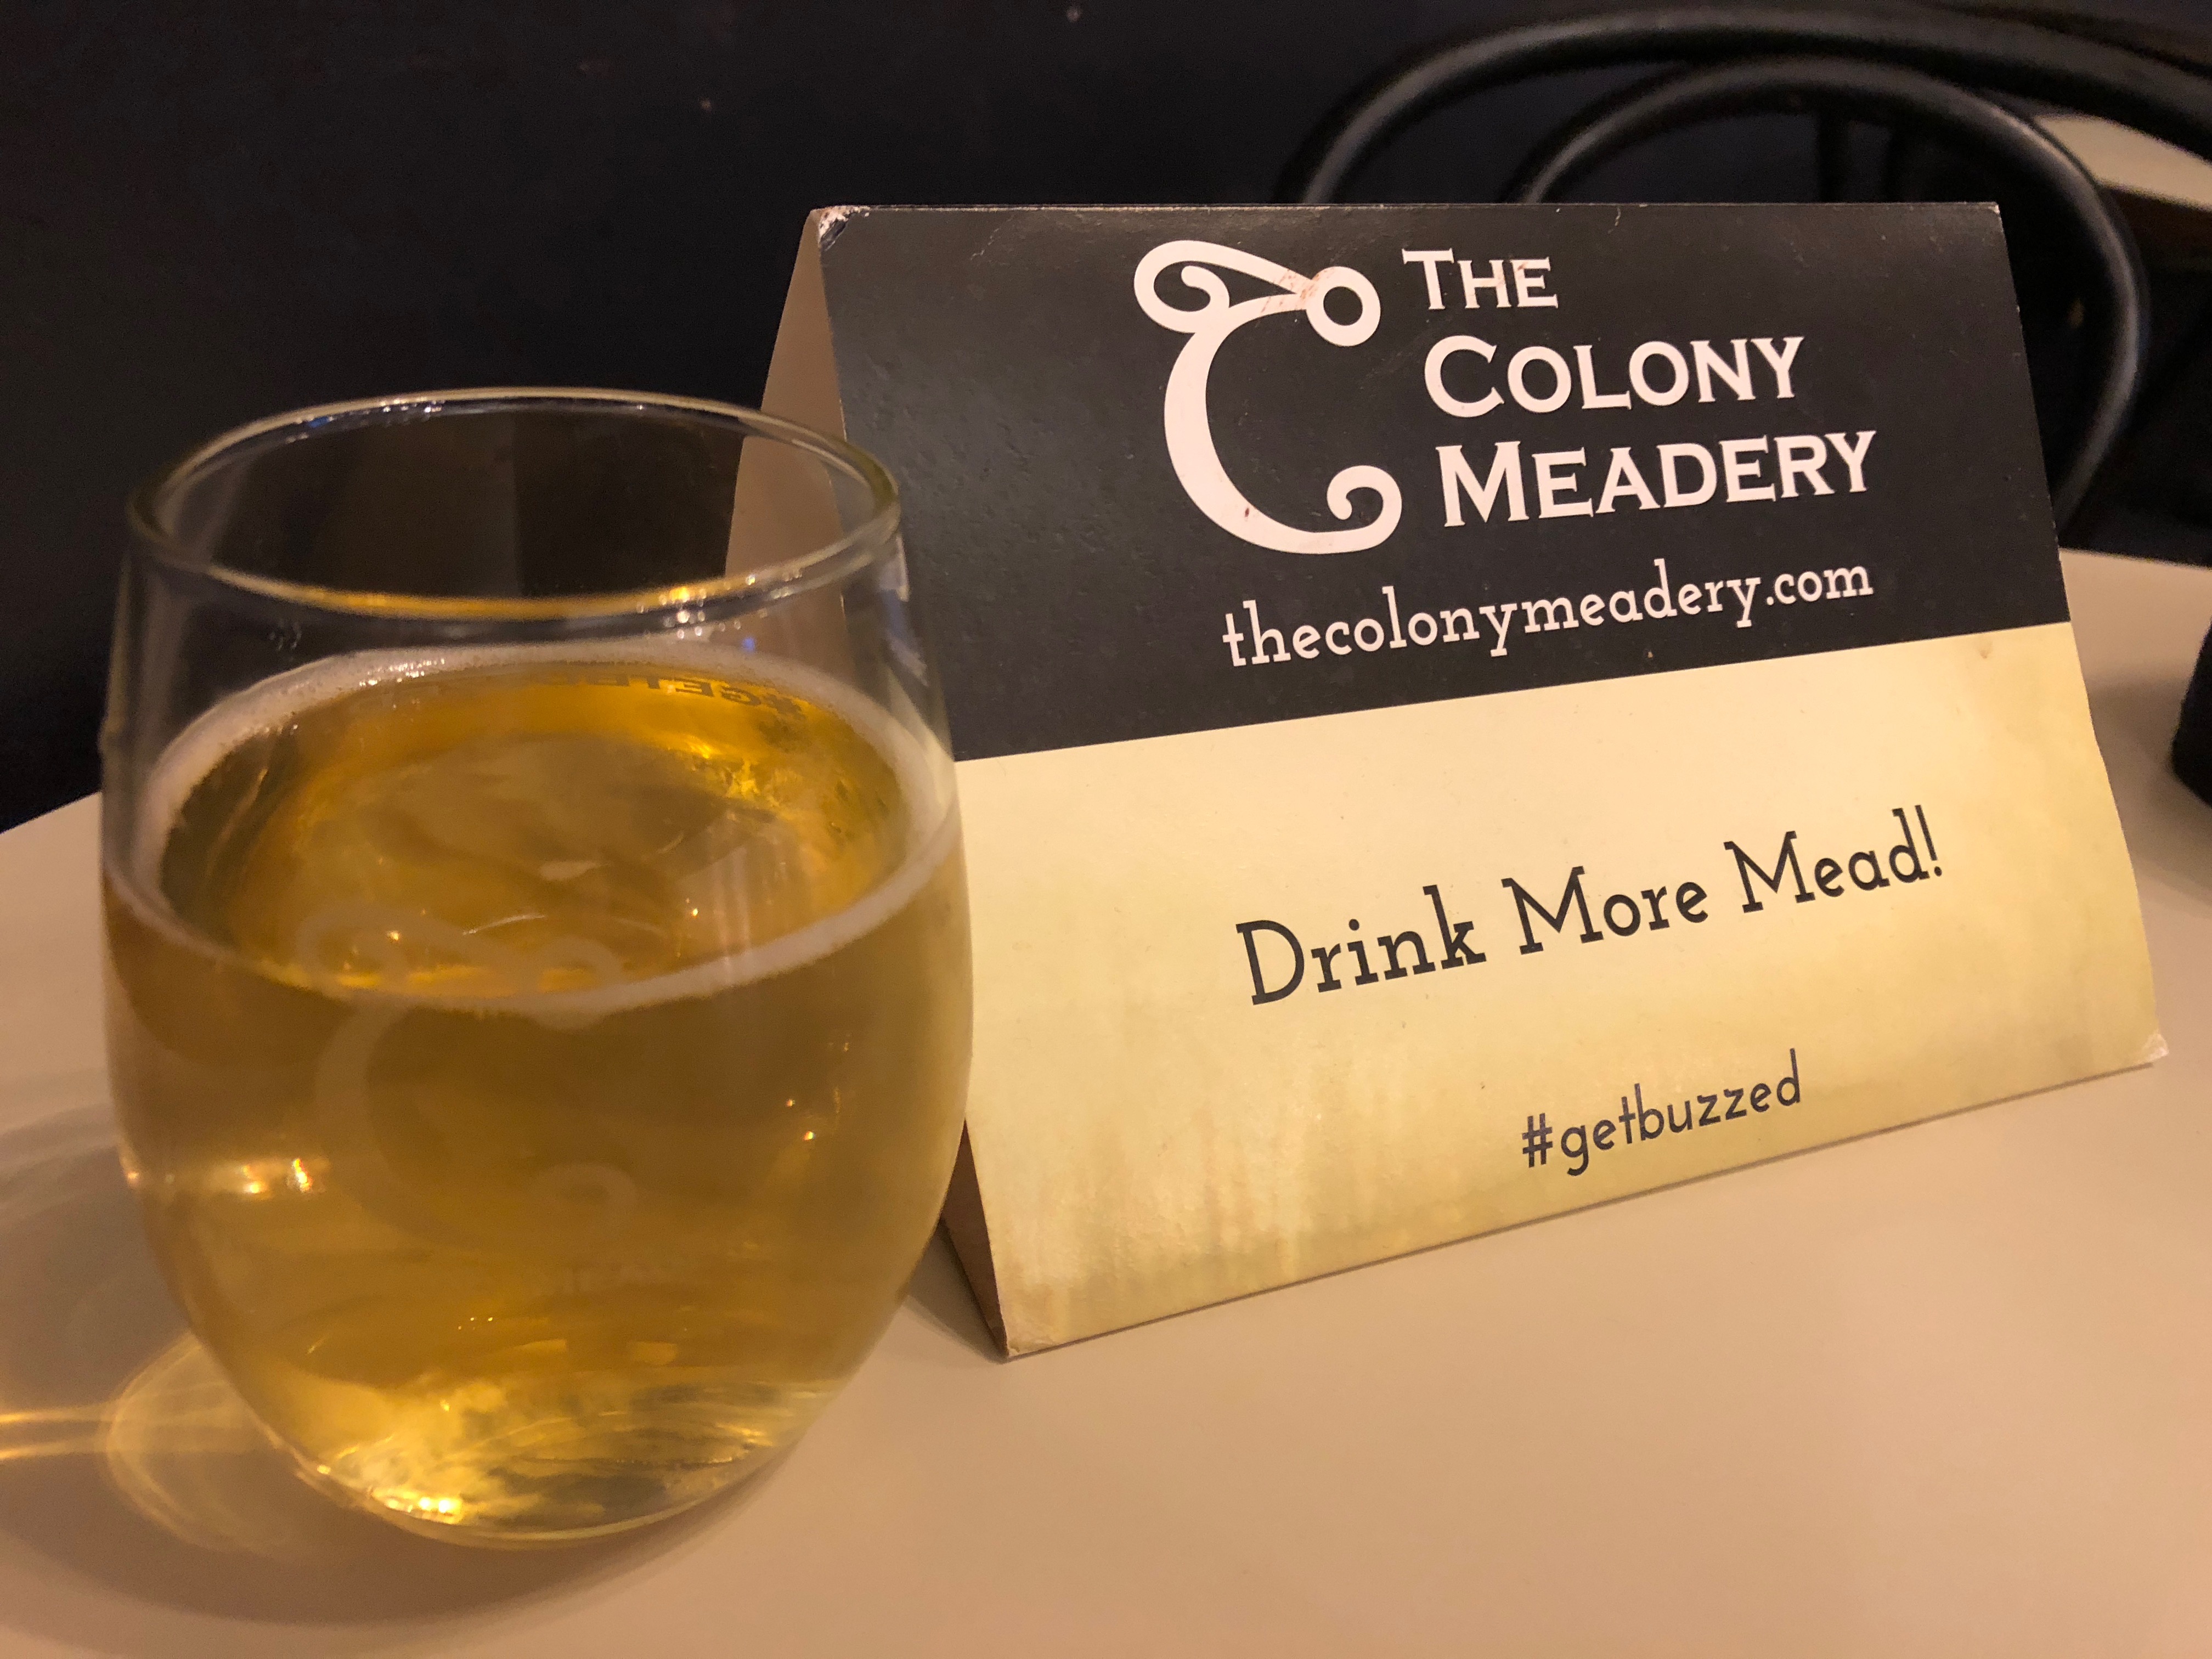 THE
COLONY
MEADERY
thecolonymeadery.com
Drink More Mead!
#getbuzzed